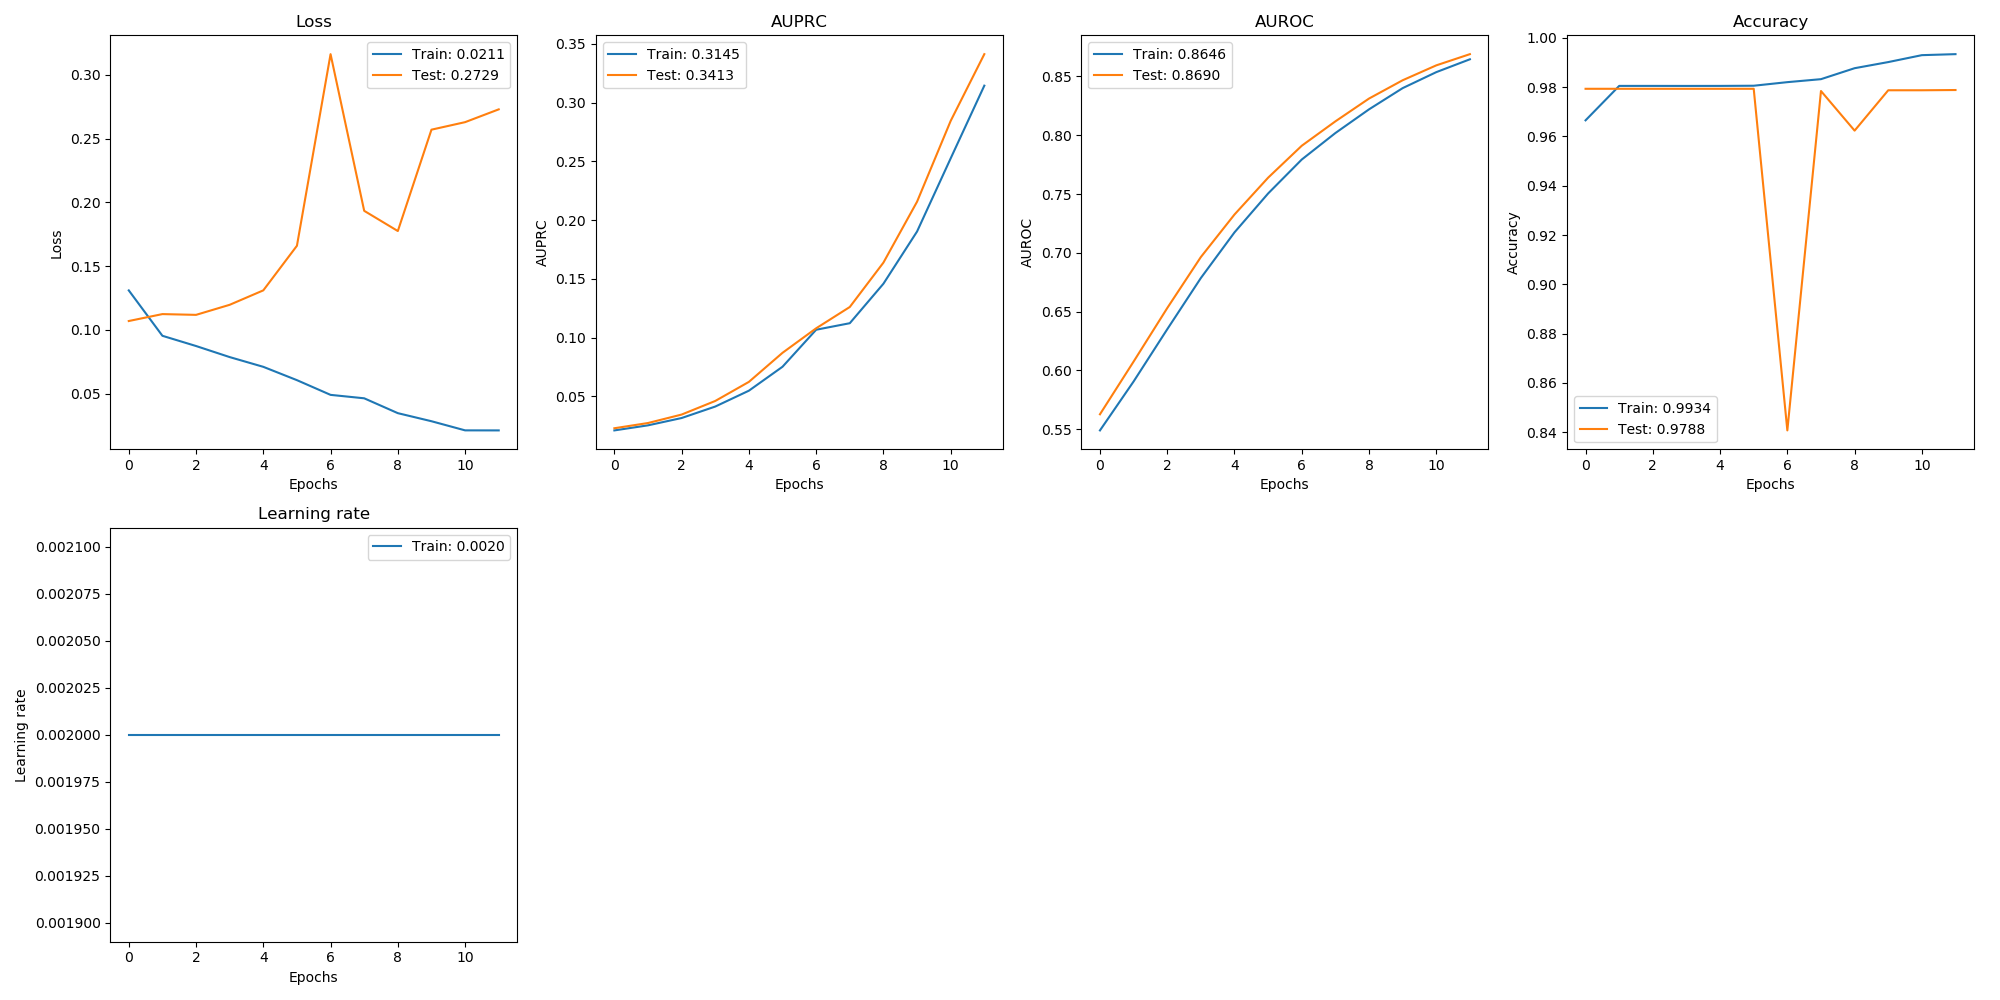 Loss
Train: 0.0211
Test: 0.2729
0.30
0.25
0.20
0.15
0.10
0.05
Loss
0 2 4 6 8 10
Epochs
AUPRC
Train: 0.3145
Test: 0.3413
0.35
0.30
0.25
0.20
0.15
0.10
0.05
AUPRC
0 2 4 6 8 10
Epochs
AUROC
Train: 0.8646
Test: 0.8690
0.85
0.80
0.75
0.70
0.65
0.60
0.55
AUROC
0 2 4 6 8 10
Epochs
Accuracy
1.00
0.98
0.96
0.94
0.92
0.90
0.88
0.86
0.84
Accuracy
Train: 0.9934
Test: 0.9788
0 2 4 6 8 10
Epochs
Learning rate
Train: 0.0020
0.002100
0.002075
0.002050
0.002025
0.002000
0.001975
0.001950
0.001925
0.001900
Learning rate
0 2 4 6 8 10
Epochs